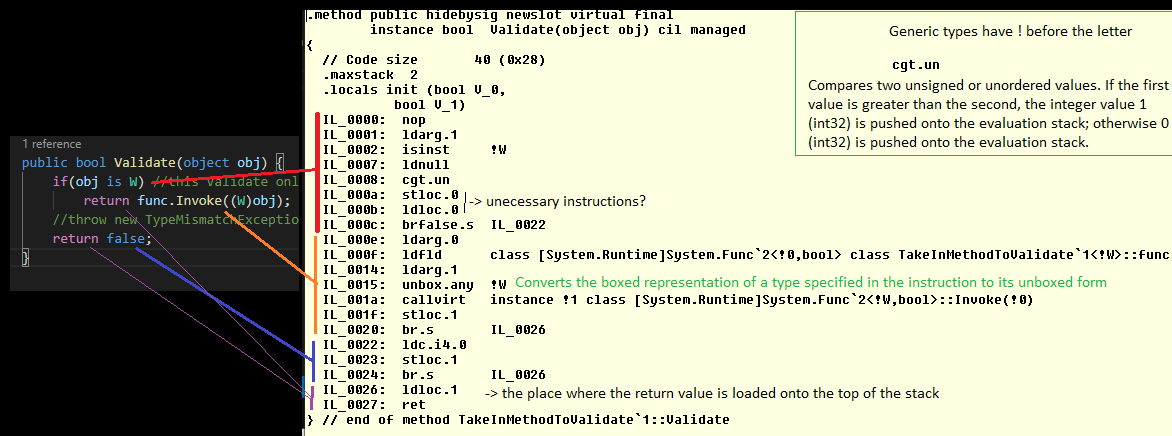 1 reference
public bool Validate(object obj) {
if(obj is W) //this Validate onl
return func.Invoke((W)obj);
//throw new TypeMismatchExceptio
return false;
}
.method public hidebysig newslot virtual final
instance bool  Validate(object obj) cil managed
{
// Code size       40 (0x28)
.maxstack  2
.locals init (bool V_0,
bool V_1)
IL_0000:  nop
IL_0001:  ldarg.1
IL_0002:  isinst     !W
IL_0007:  ldnull
IL_0008:  cgt.un
IL_000a:  stloc.0
-> unecessary instructions?
IL_000b:  ldloc.0
IL_000c:  brfalse.s  IL_0022
IL_000e:  ldarg.0
IL_000f:  ldfld      class [System.Runtime]System.Func`2<!0,bool> class TakeInMethodToValidate`1<!W>::func
IL_0014:  ldarg.1
IL_0015:  unbox.any  !W Converts the boxed representation of a type specified in the instruction to its unboxed form
IL_001a:  callvirt   instance !1 class [System.Runtime]System.Func`2<!W,bool>::Invoke(!0)
IL_001f:  stloc.1
IL_0020:  br.s       IL_0026
IL_0022:  ldc.i4.0
IL_0023:  stloc.1
IL_0024:  br.s       IL_0026
IL_0026:  ldloc.1 -> the place where the return value is loaded onto the top of the stack
IL_0027:  ret
} // end of method TakeInMethodToValidate`1::Validate
Generic types have ! before the letter
cgt.un
Compares two unsigned or unordered values. If the first
value is greater than the second, the integer value 1
(int32) is pushed onto the evaluation stack; otherwise 0
(int32) is pushed onto the evaluation stack.